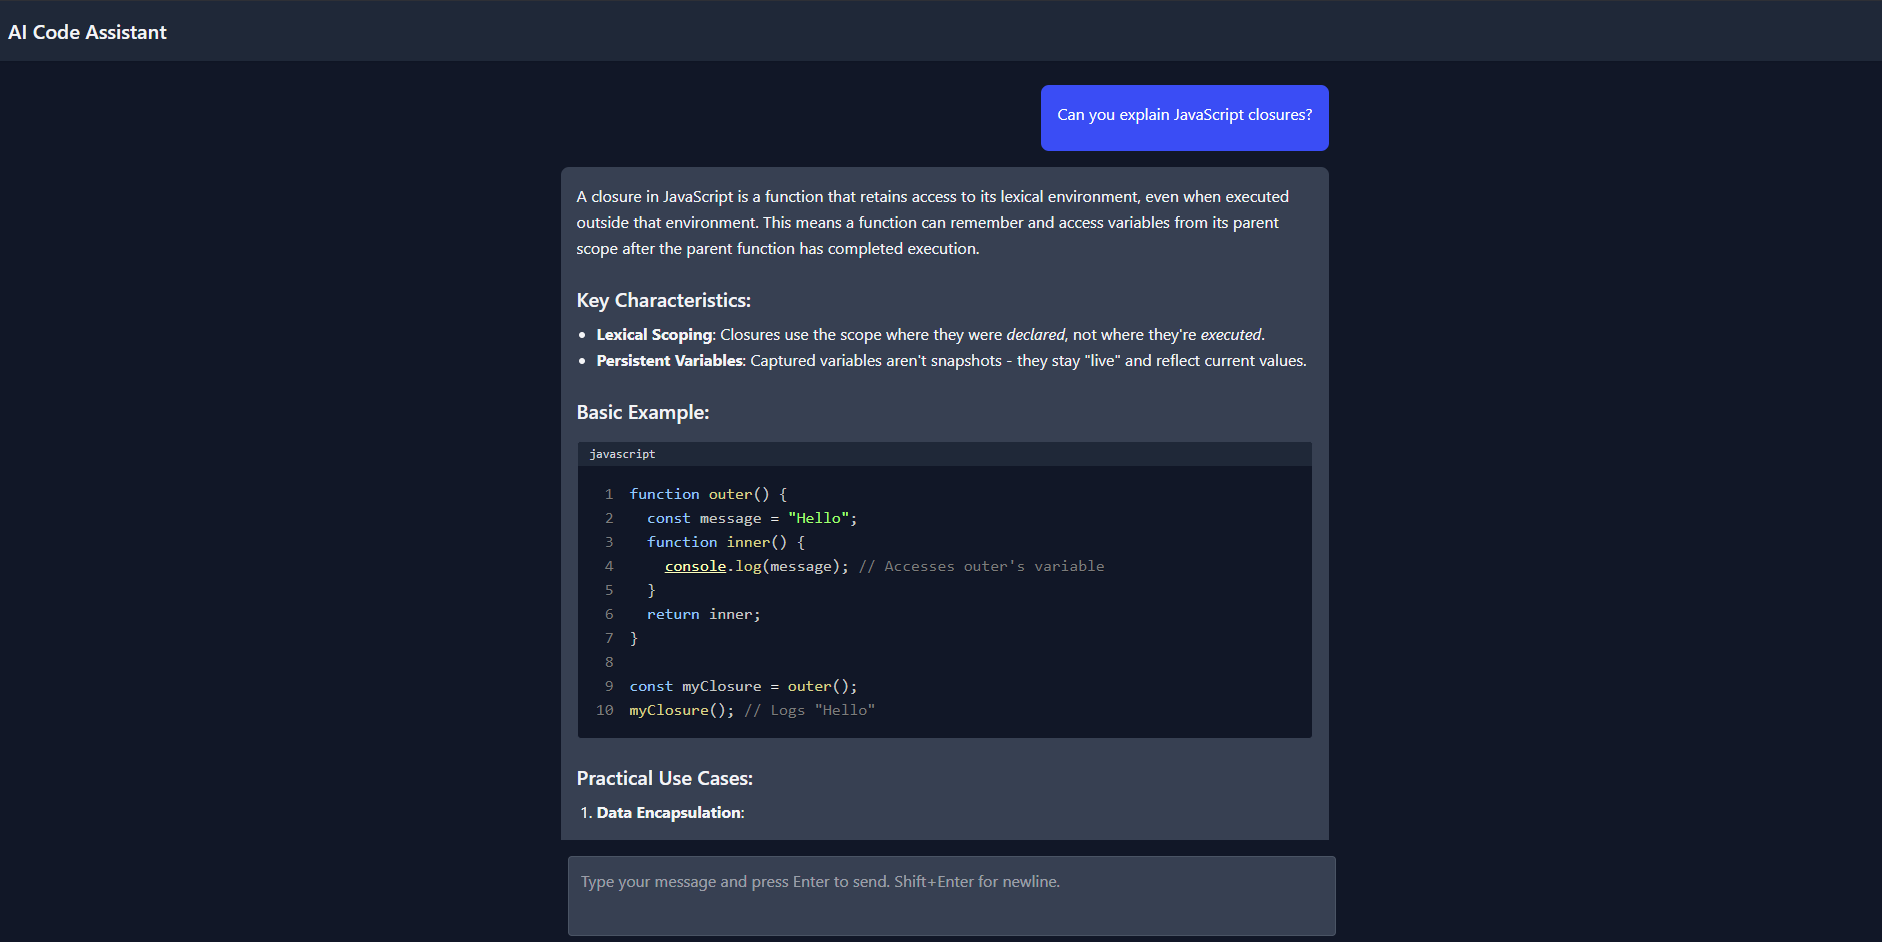 AI Code Assistant
Can you explain JavaScript closures?
A closure in JavaScript is a function that retains access to its lexical environment, even when executed
outside that environment. This means a function can remember and access variables from its parent
scope after the parent function has completed execution.
Key Characteristics:
• Lexical Scoping: Closures use the scope where they were declared, not where they're executed.
• Persistent Variables: Captured variables aren't snapshots - they stay "live" and reflect current values.
Basic Example:
javascript
1 function outer() {
2   const message = "Hello";
3   function inner() {
4     console.log(message); // Accesses outer's variable
5   }
6   return inner;
7 }
8
9 const myClosure = outer();
10 myClosure(); // Logs "Hello"
Practical Use Cases:
1. Data Encapsulation:
Type your message and press Enter to send. Shift+Enter for newline.